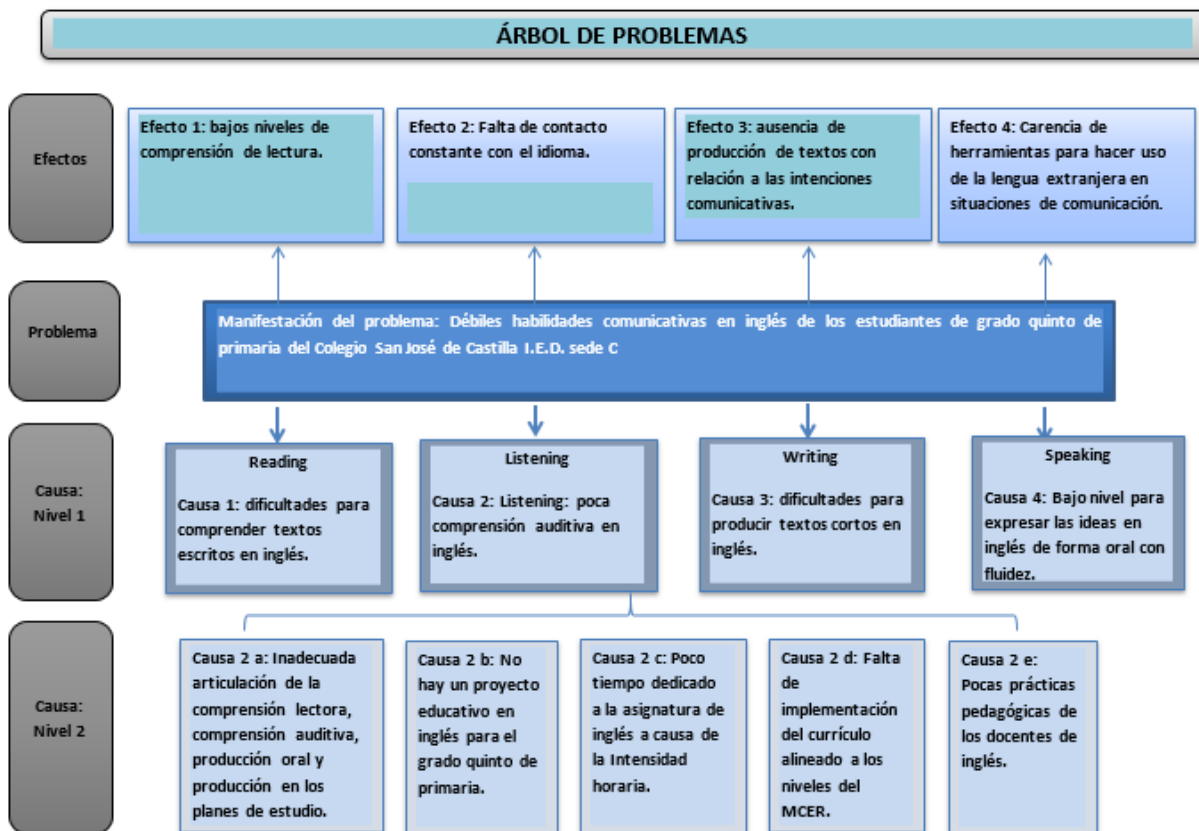 ÁRBOL DE PROBLEMAS
Efectos
Efecto 1: bajos niveles de
comprensión de lectura.
Efecto 2: Falta de contacto
constante con el idioma.
Efecto 3: ausencia de
producción de textos con
relación a las intenciones
comunicativas.
Efecto 4: Carencia de
herramientas para hacer uso
de la lengua extranjera en
situaciones de comunicación.
Problema
Manifestación del problema: Débiles habilidades comunicativas en inglés de los estudiantes de grado quinto de
primaria del Colegio San José de Castilla I.E.D. sede C
Causa:
Nivel 1
Reading
Causa 1: dificultades para
comprender textos
escritos en inglés.
Listening
Causa 2: Listening: poca
comprensión auditiva en
inglés.
Writing
Causa 3: dificultades para
producir textos cortos en
inglés.
Speaking
Causa 4: Bajo nivel para
expresar las ideas en
inglés de forma oral con
fluidez.
Causa:
Nivel 2
Causa 2 a: Inadecuada
articulación de la
comprensión lectora,
comprensión auditiva,
producción oral y
producción en los
planes de estudio.
Causa 2 b: No
hay un proyecto
educativo en
inglés para el
grado quinto de
primaria.
Causa 2 c: Poco
tiempo dedicado
a la asignatura de
inglés a causa de
la Intensidad
horaria.
Causa 2 d: Falta
de
implementación
del currículo
alineado a los
niveles del
MCER.
Causa 2 e:
Pocas prácticas
pedagógicas de
los docentes de
inglés.